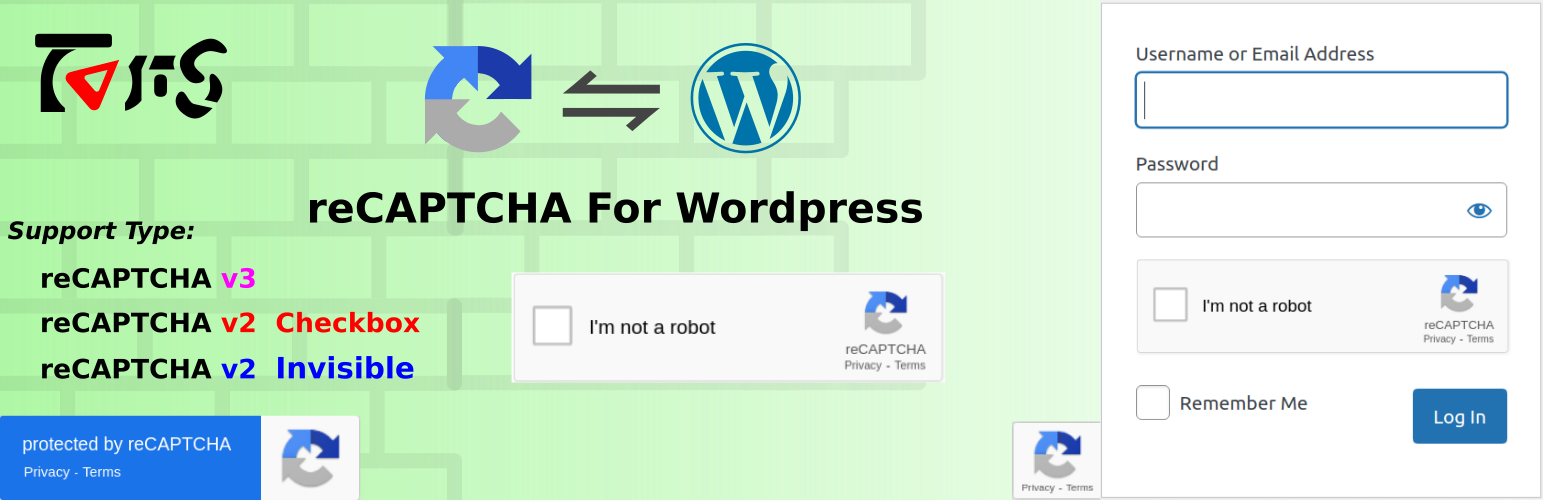 reCAPTCHA For Wordpress
Support Type:
reCAPTCHA v3
reCAPTCHA v2 Checkbox
reCAPTCHA v2 Invisible
I'm not a robot
reCAPTCHA
Privacy - Terms
protected by reCAPTCHA
Privacy - Terms
Privacy - Terms
Username or Email Address
Password
I'm not a robot
reCAPTCHA
Privacy - Terms
Remember Me
Log In